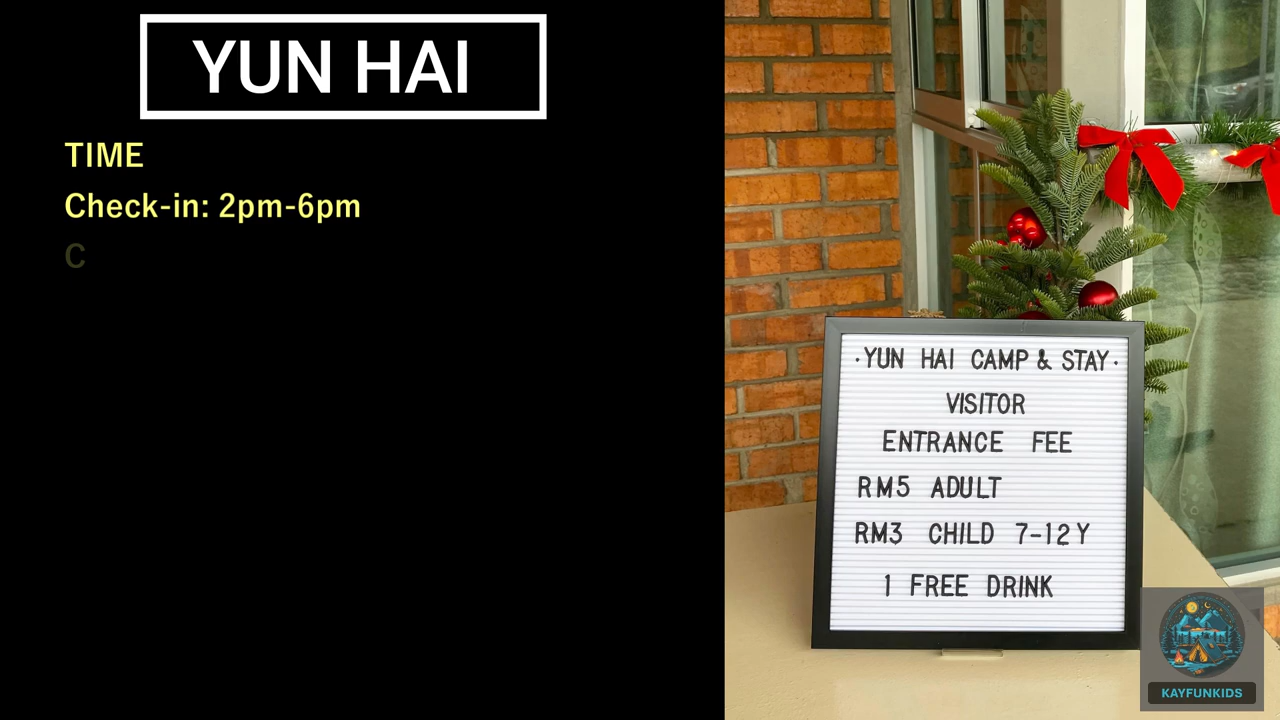 YUN HAI
TIME
Check-in: 2pm-6pm
C
·YUN HAI CAMP & STAY·
VISITOR
ENTRANCE FEE
RM5 ADULT
RM3 CHILD 7-12Y
1 FREE DRINK
KAYFUNKIDS